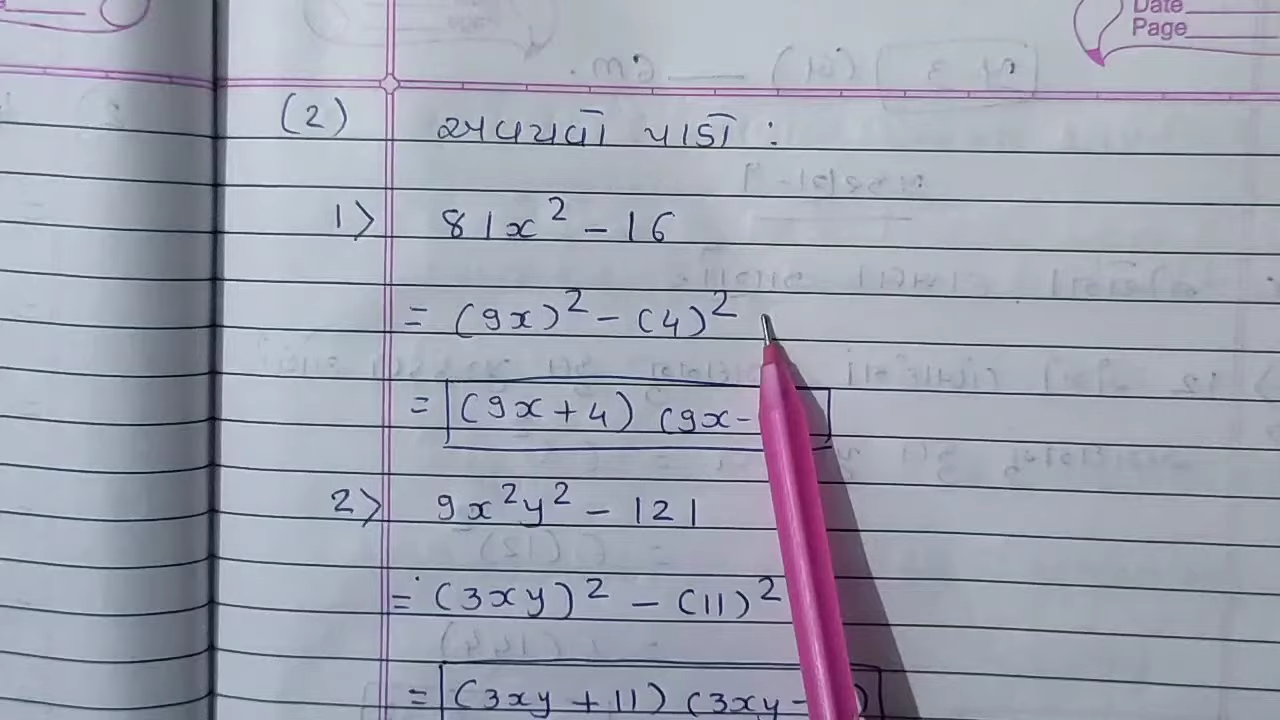 Date
Page
(2) અવયવો પાડો :
1> 81x² - 16
= (9x)² - (4)²
= (9x + 4) (9x -
2> 9x²y² - 121
= (3xy)² - (11)²
= (3xy + 11) (3xy - )